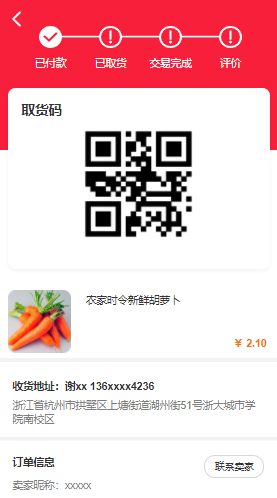 已付款 已取货 交易完成 评价
取货码
农家时令新鲜胡萝卜
¥ 2.10
收货地址：谢xx 136xxxx4236
浙江首杭州市拱墅区上塘街道湖州街51号浙大城市学
院南校区
订单信息 联系卖家
卖家昵称：xxxxx